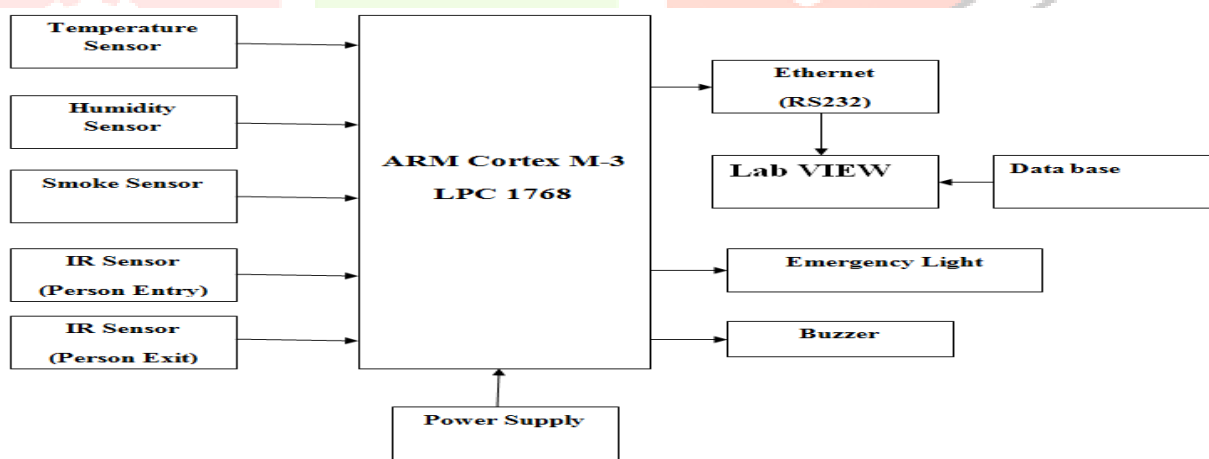 Temperature
Sensor
Humidity
Sensor
Smoke Sensor
IR Sensor
(Person Entry)
IR Sensor
(Person Exit)
ARM Cortex M-3
LPC 1768
Power Supply
Ethernet
(RS232)
Lab VIEW
Data base
Emergency Light
Buzzer